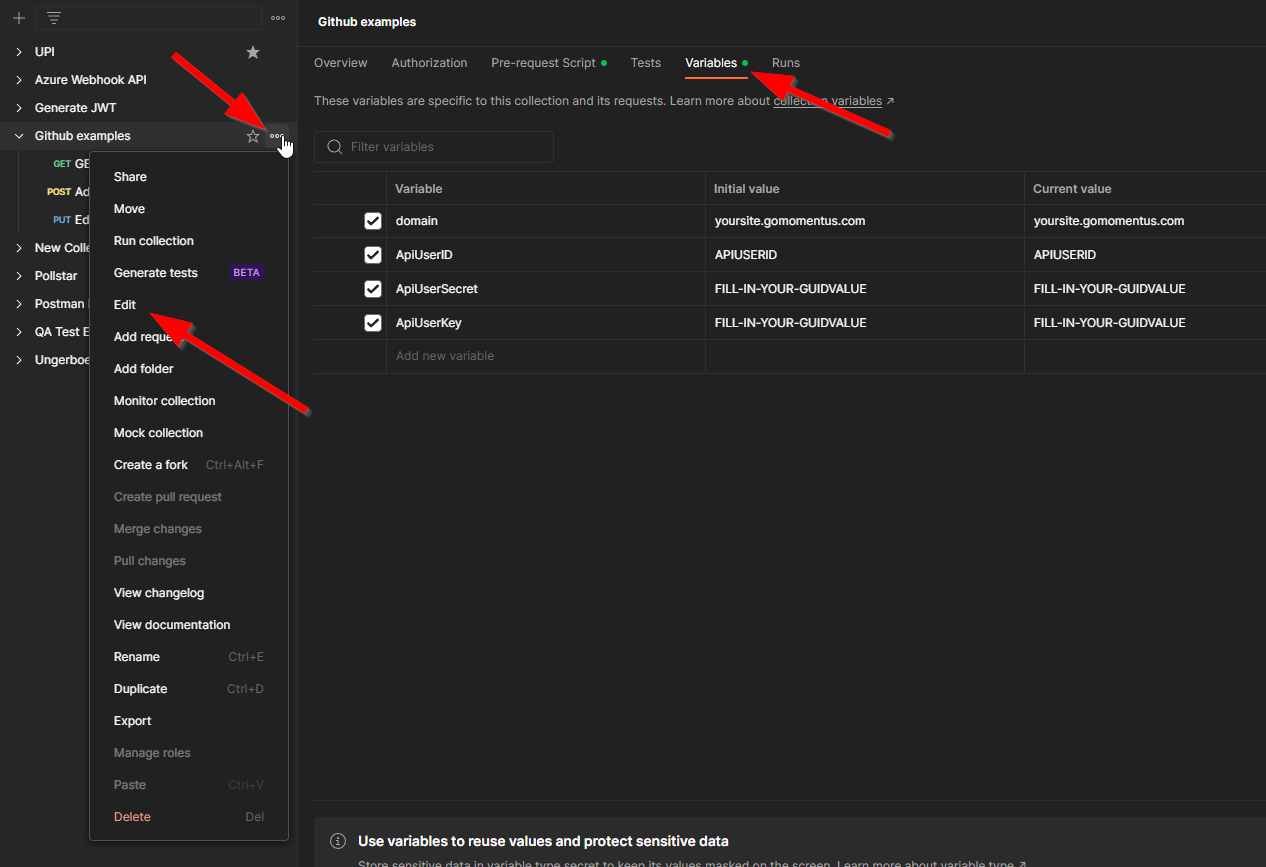 UPI
Azure Webhook API
Generate JWT
Github examples
GET GE
POST Ad
PUT Ed
New Colle
Pollstar
Postman
QA Test E
Ungerboe
Share
Move
Run collection
Generate tests BETA
Edit
Add reque
Add folder
Monitor collection
Mock collection
Create a fork Ctrl+Alt+F
Create pull request
Merge changes
Pull changes
View changelog
View documentation
Rename Ctrl+E
Duplicate Ctrl+D
Export
Manage roles
Paste Ctrl+V
Delete Del
Github examples
Overview Authorization Pre-request Script Tests Variables Runs
These variables are specific to this collection and its requests. Learn more about collection variables ↗
Filter variables
Variable Initial value Current value
domain yoursite.gomomentus.com yoursite.gomomentus.com
ApiUserID APIUSERID APIUSERID
ApiUserSecret FILL-IN-YOUR-GUIDVALUE FILL-IN-YOUR-GUIDVALUE
ApiUserKey FILL-IN-YOUR-GUIDVALUE FILL-IN-YOUR-GUIDVALUE
Add new variable
Use variables to reuse values and protect sensitive data
Store sensitive data in variable type secret to keep its values masked on the screen. Learn more about variable type ↗